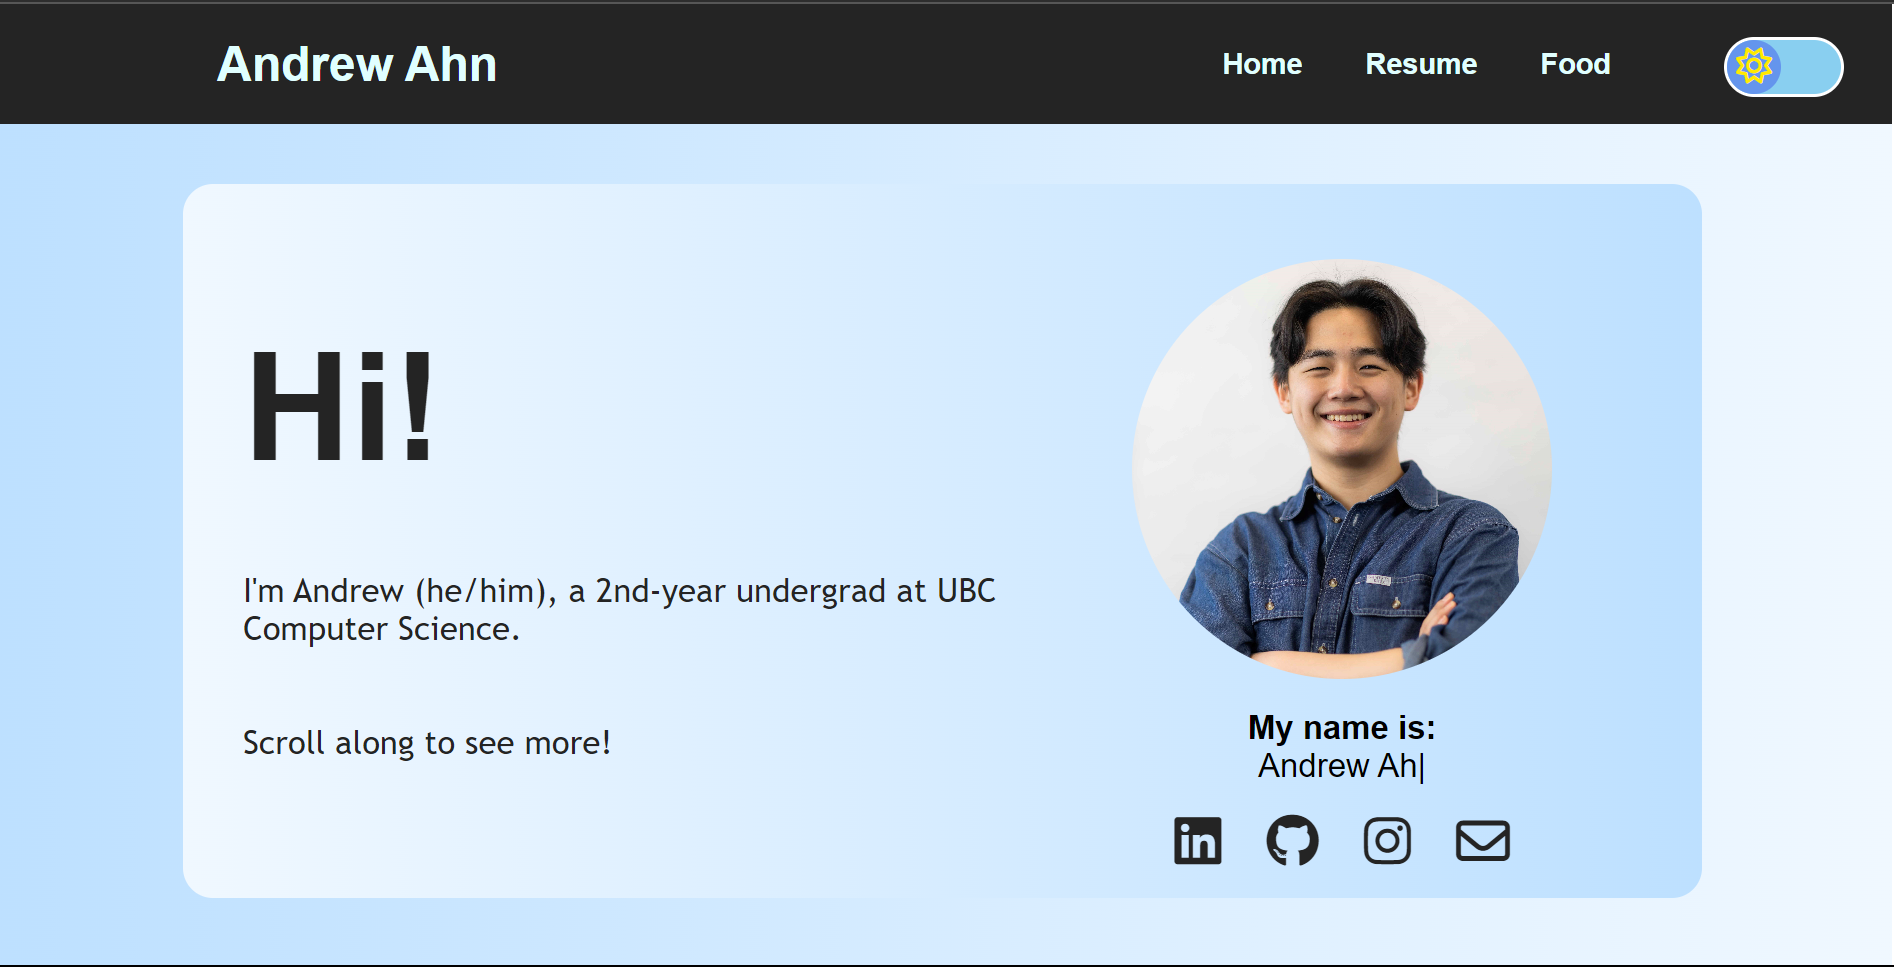 Andrew Ahn
Home Resume Food
Hi!
I'm Andrew (he/him), a 2nd-year undergrad at UBC
Computer Science.
Scroll along to see more!
My name is:
Andrew Ah|
in